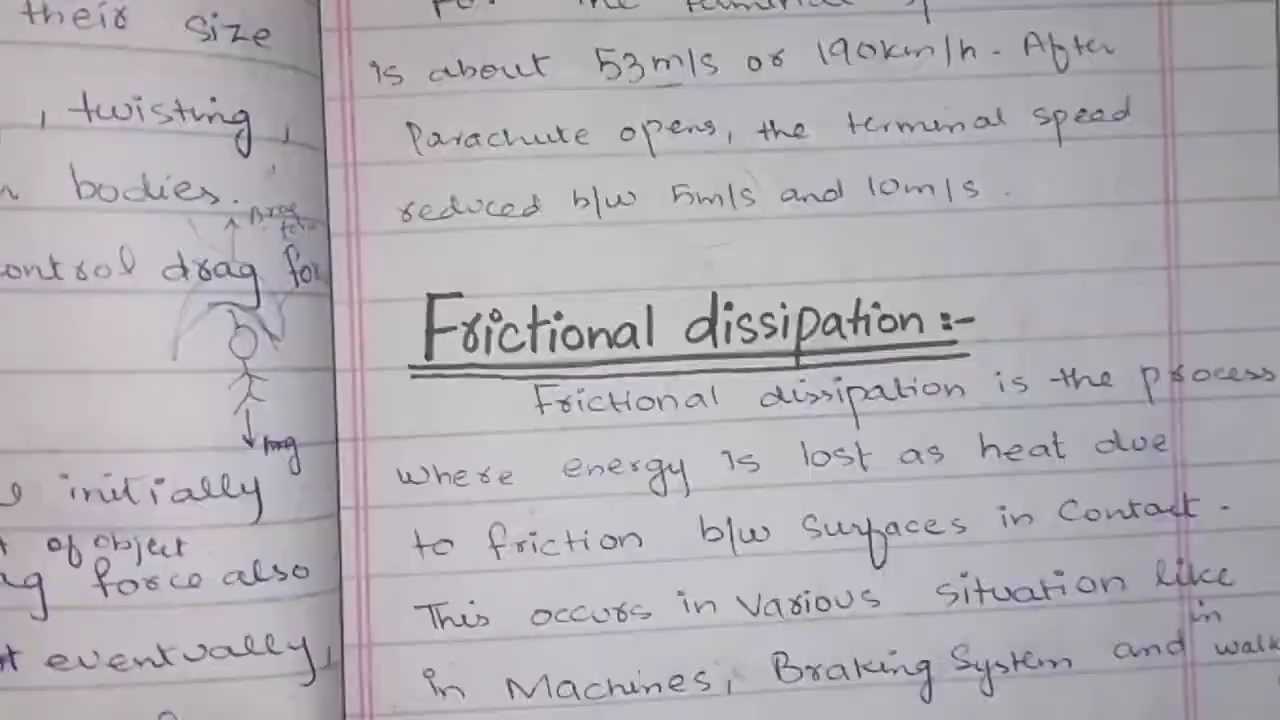 their size
, twisting,
bodies.
control drag for
mg
initially
of object
force also
eventually,
is about 53m/s or 190km/h. After
Parachute opens, the terminal speed
reduced b/w 5m/s and 10m/s.
Frictional dissipation :-
Frictional dissipation is the process
where energy is lost as heat due
to friction b/w surfaces in contact.
This occurs in various situation like
in Machines, Braking System and in walk